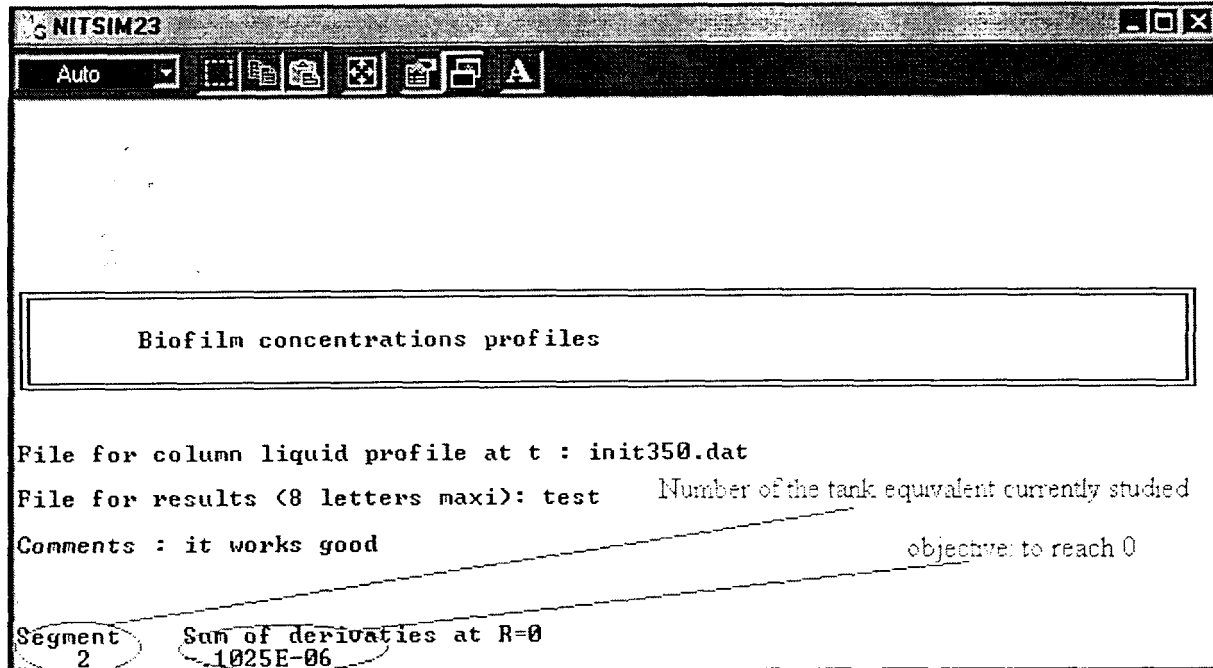 NITSIM23
Auto
A
Biofilm concentrations profiles
File for column liquid profile at t : init350.dat
File for results (8 letters maxi): test
Number of the tank equivalent currently studied
Comments : it works good
objective: to reach 0
Segment Sum of derivaties at R=0
2 .1025E-06